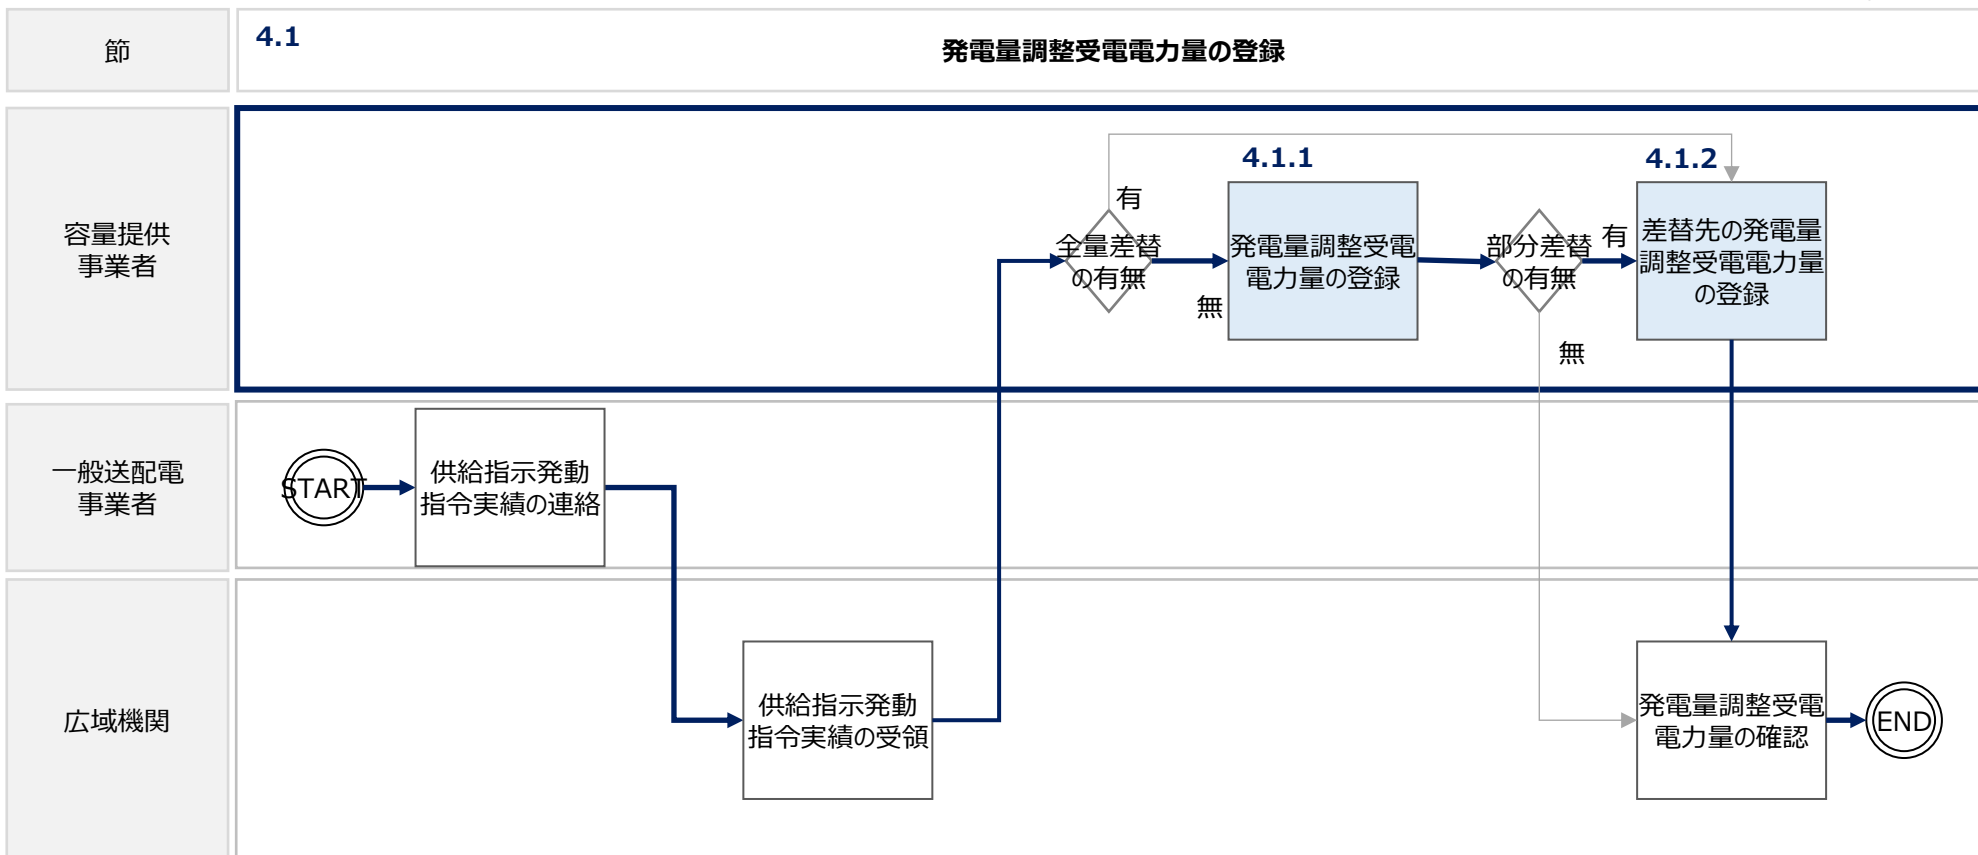 節
4.1
発電量調整受電電力量の登録
容量提供
事業者
有
全量差替
の有無
無
4.1.1
発電量調整受電
電力量の登録
部分差替
の有無
有
無
4.1.2
差替先の発電量
調整受電電力量
の登録
一般送配電
事業者
START
供給指示発動
指令実績の連絡
広域機関
供給指示発動
指令実績の受領
発電量調整受電
電力量の確認
END